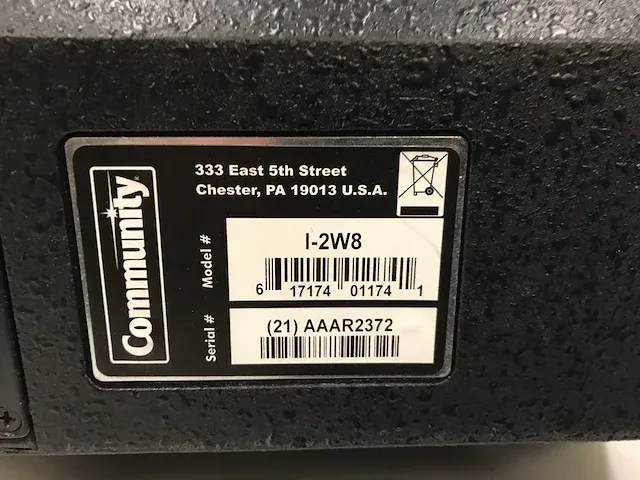 Community
333 East 5th Street
Chester, PA 19013 U.S.A.
Model #
I-2W8
6 17174 01174 1
Serial #
(21) AAAR2372